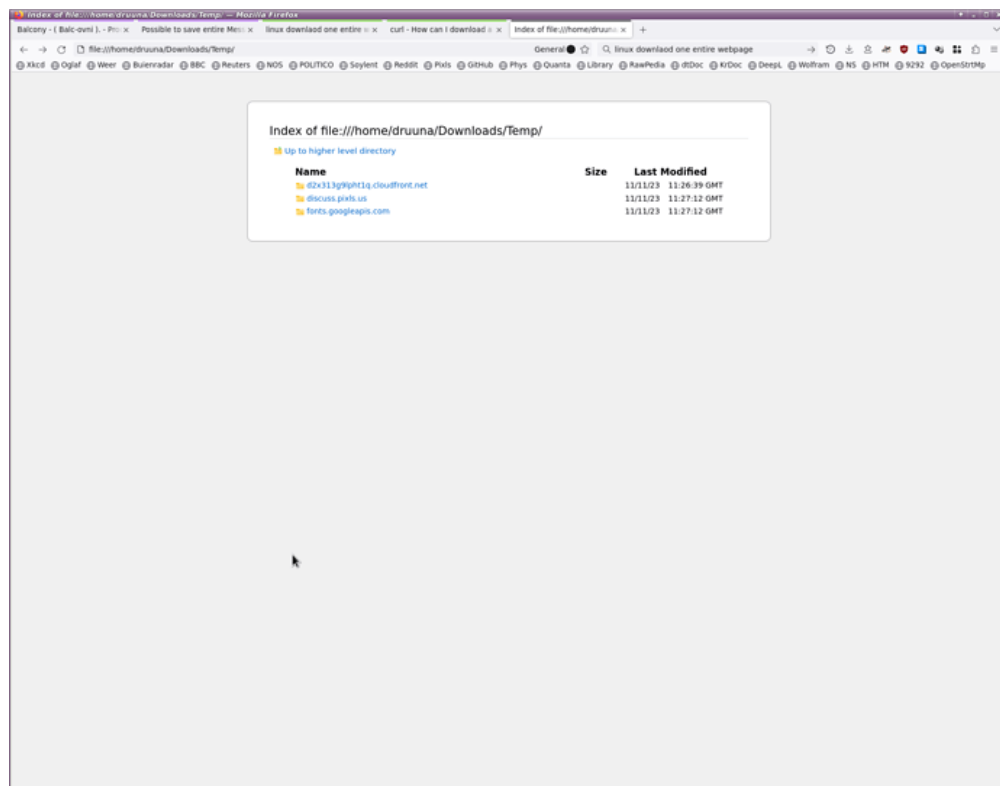 Index of file:///home/druuna/Downloads/Temp/ — Mozilla Firefox
Balcony - ( Balc-ovni ). - Pro
Possible to save entire Mes
linux downlaod one entire w
curl - How can I download a
Index of file:///home/druuna
file:///home/druuna/Downloads/Temp/
General
linux downlaod one entire webpage
Xkcd Oglaf Weer Buienradar BBC Reuters NOS POLITICO Soylent Reddit Pixls GitHub Phys Quanta Library RawPedia dtDoc KrDoc DeepL Wolfram NS HTM 9292 OpenStrtMp
Index of file:///home/druuna/Downloads/Temp/
Up to higher level directory
Name Size Last Modified
d2x313g9lpht1q.cloudfront.net 11/11/23 11:26:39 GMT
discuss.pixls.us 11/11/23 11:27:12 GMT
fonts.googleapis.com 11/11/23 11:27:12 GMT